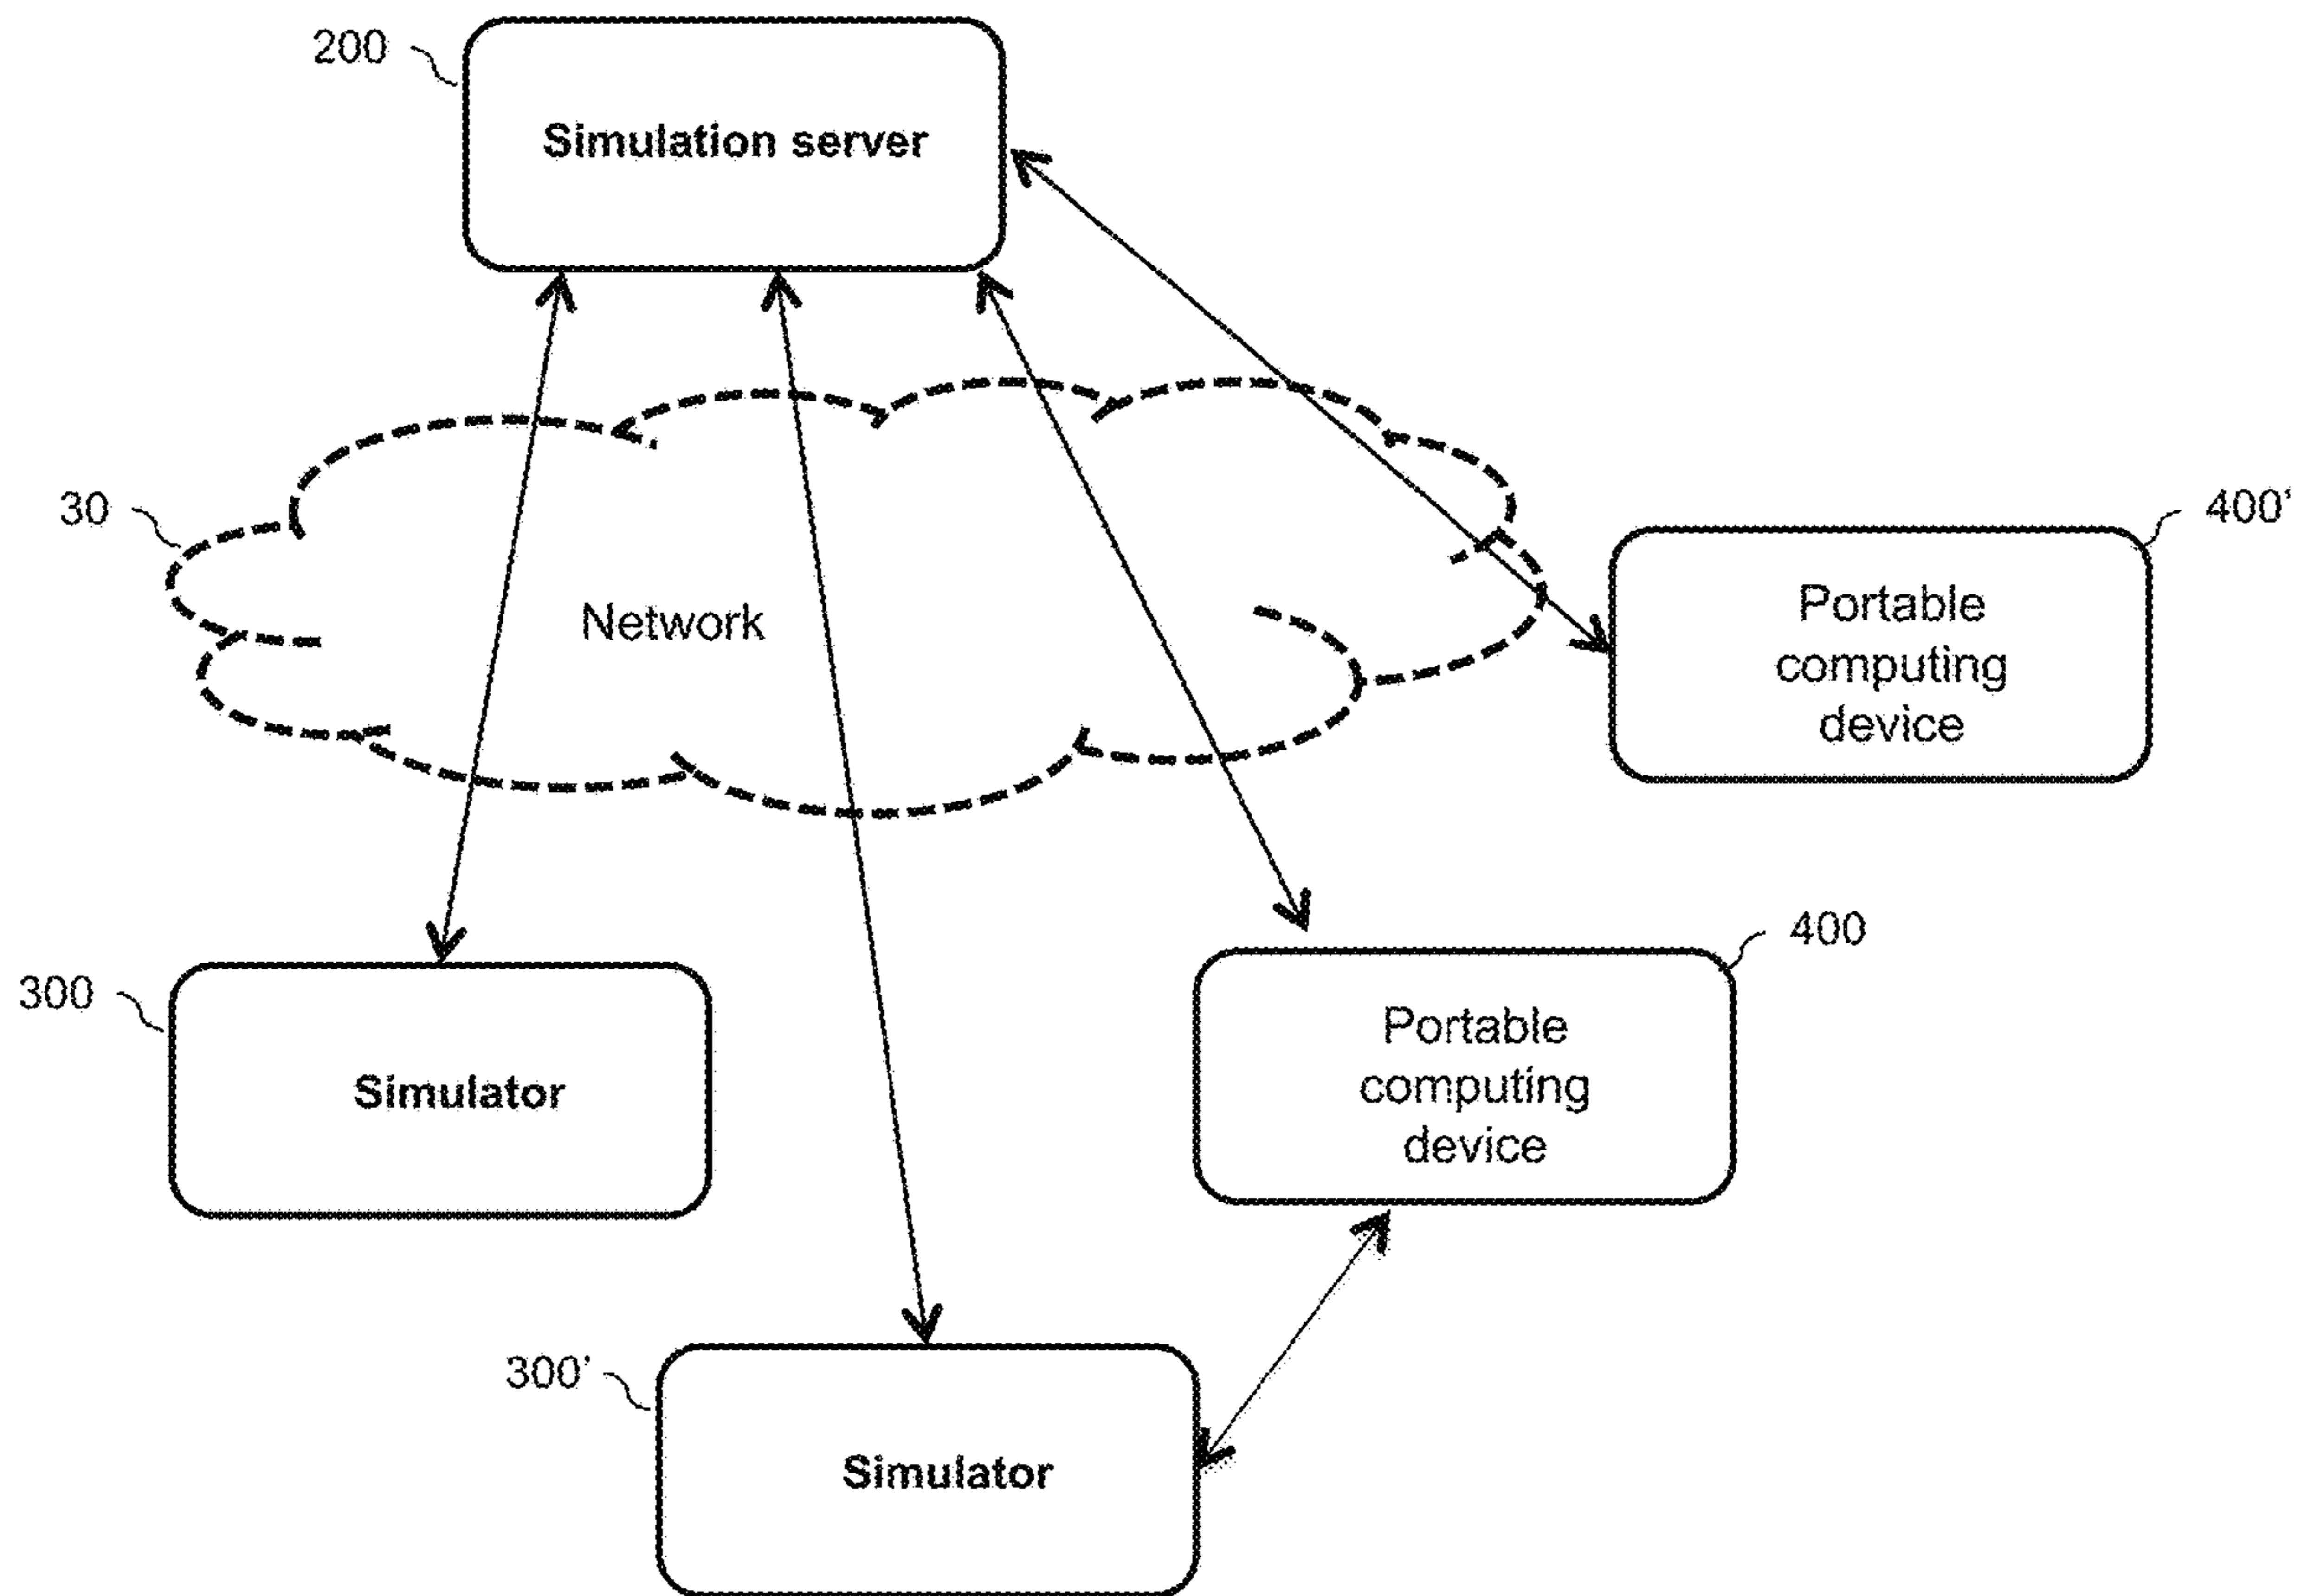 200
Simulation server
30
Network
400'
Portable
computing
device
400
300
Simulator
Portable
computing
device
300'
Simulator